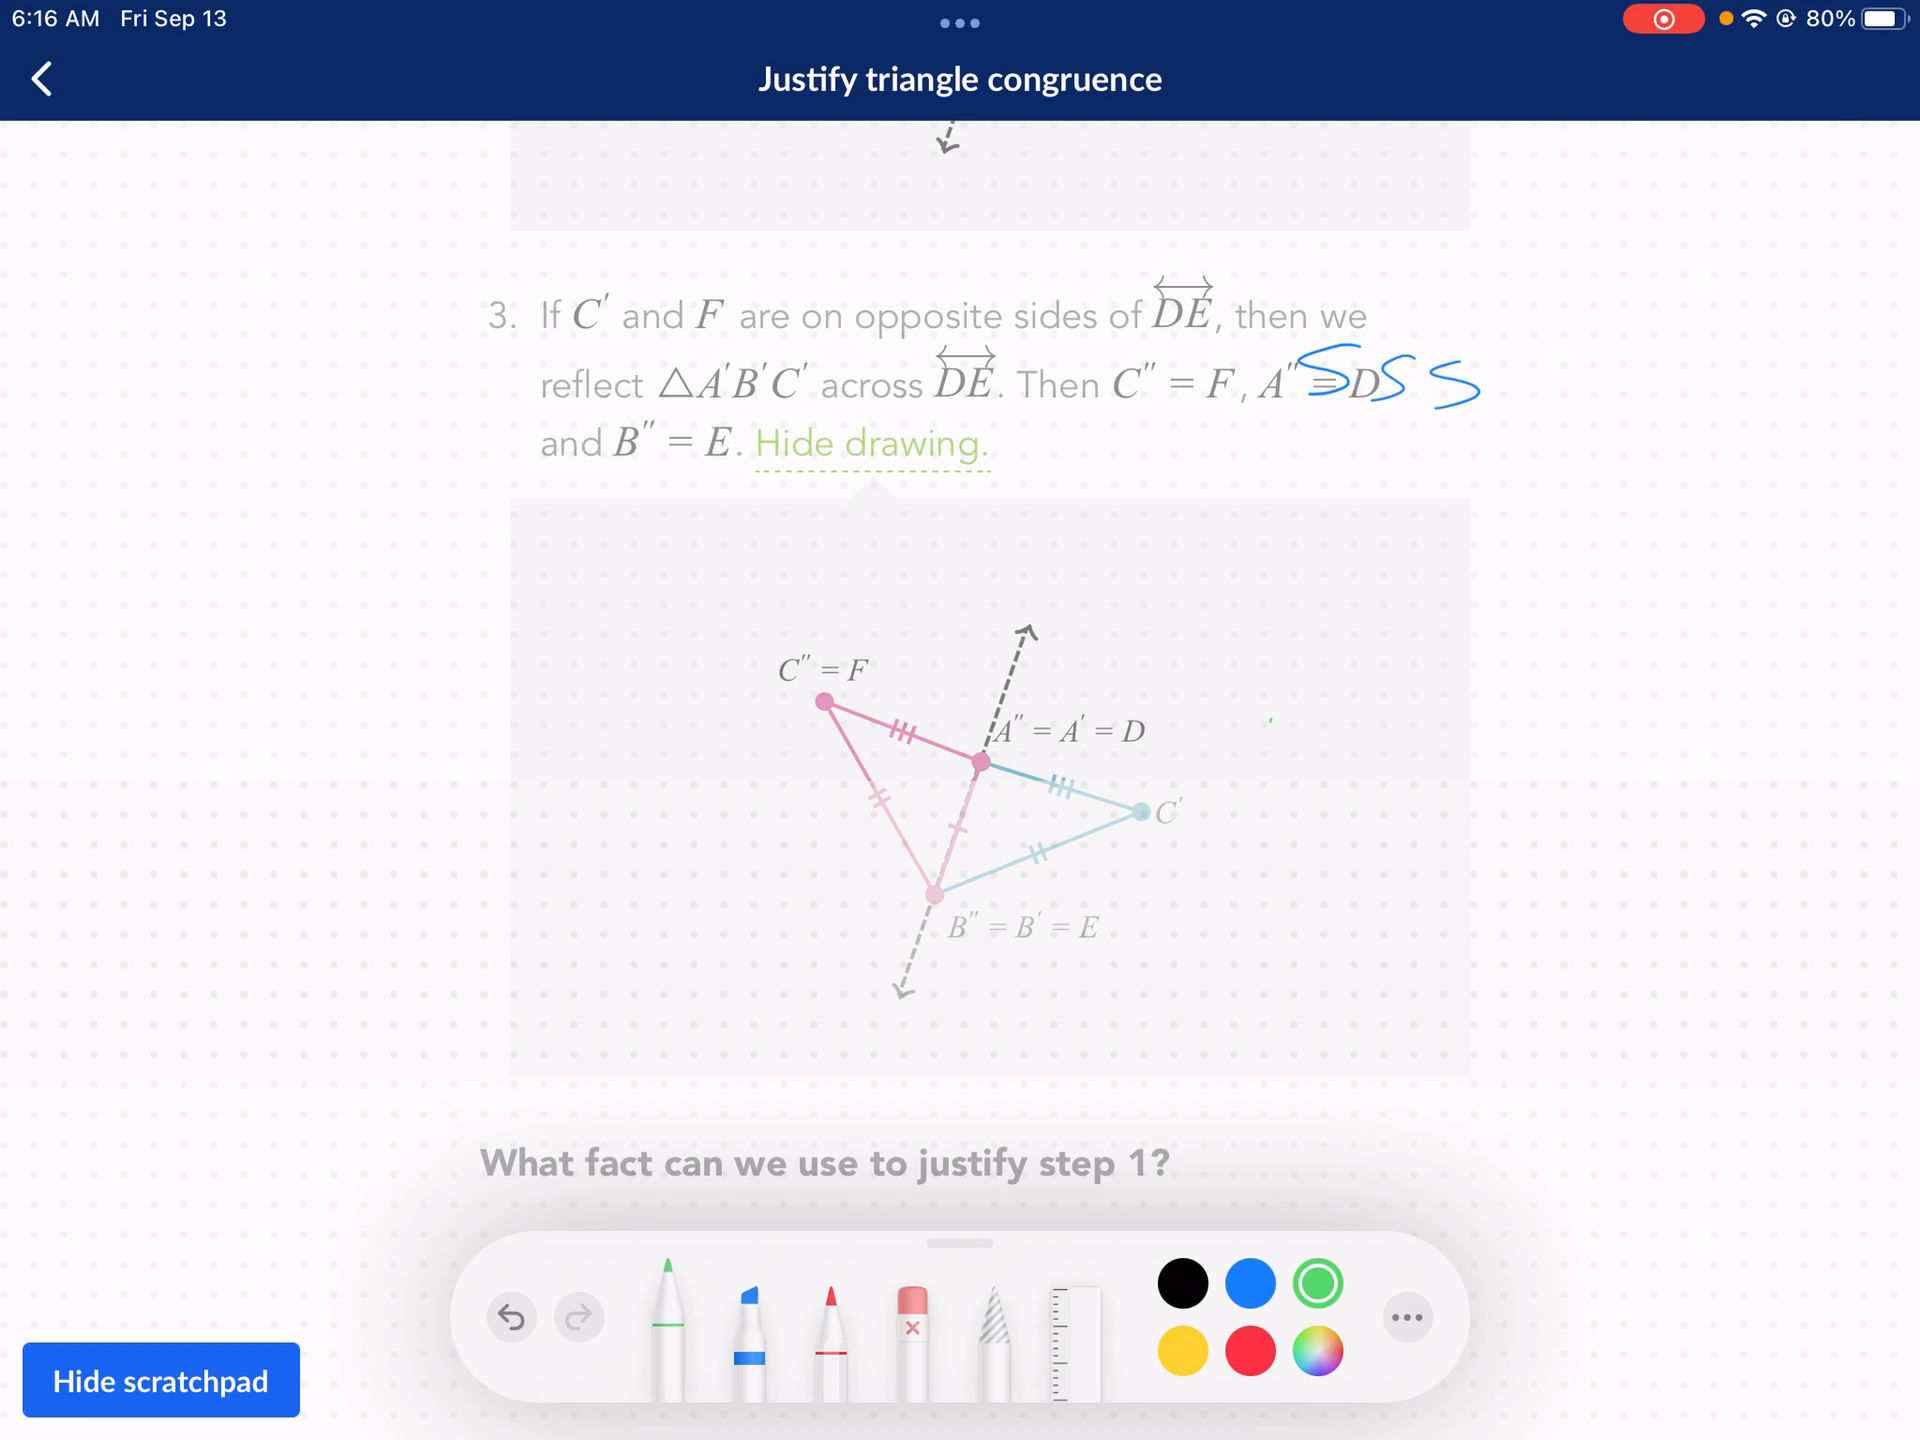 6:16 AM Fri Sep 13
80%
Justify triangle congruence
3. If C′ and F are on opposite sides of DE, then we
reflect △A′B′C′ across DE. Then C″ = F, A″ = D
SSS
and B″ = E. Hide drawing.
C″ = F
A″ = A′ = D
C′
B″ = B′ = E
What fact can we use to justify step 1?
Hide scratchpad